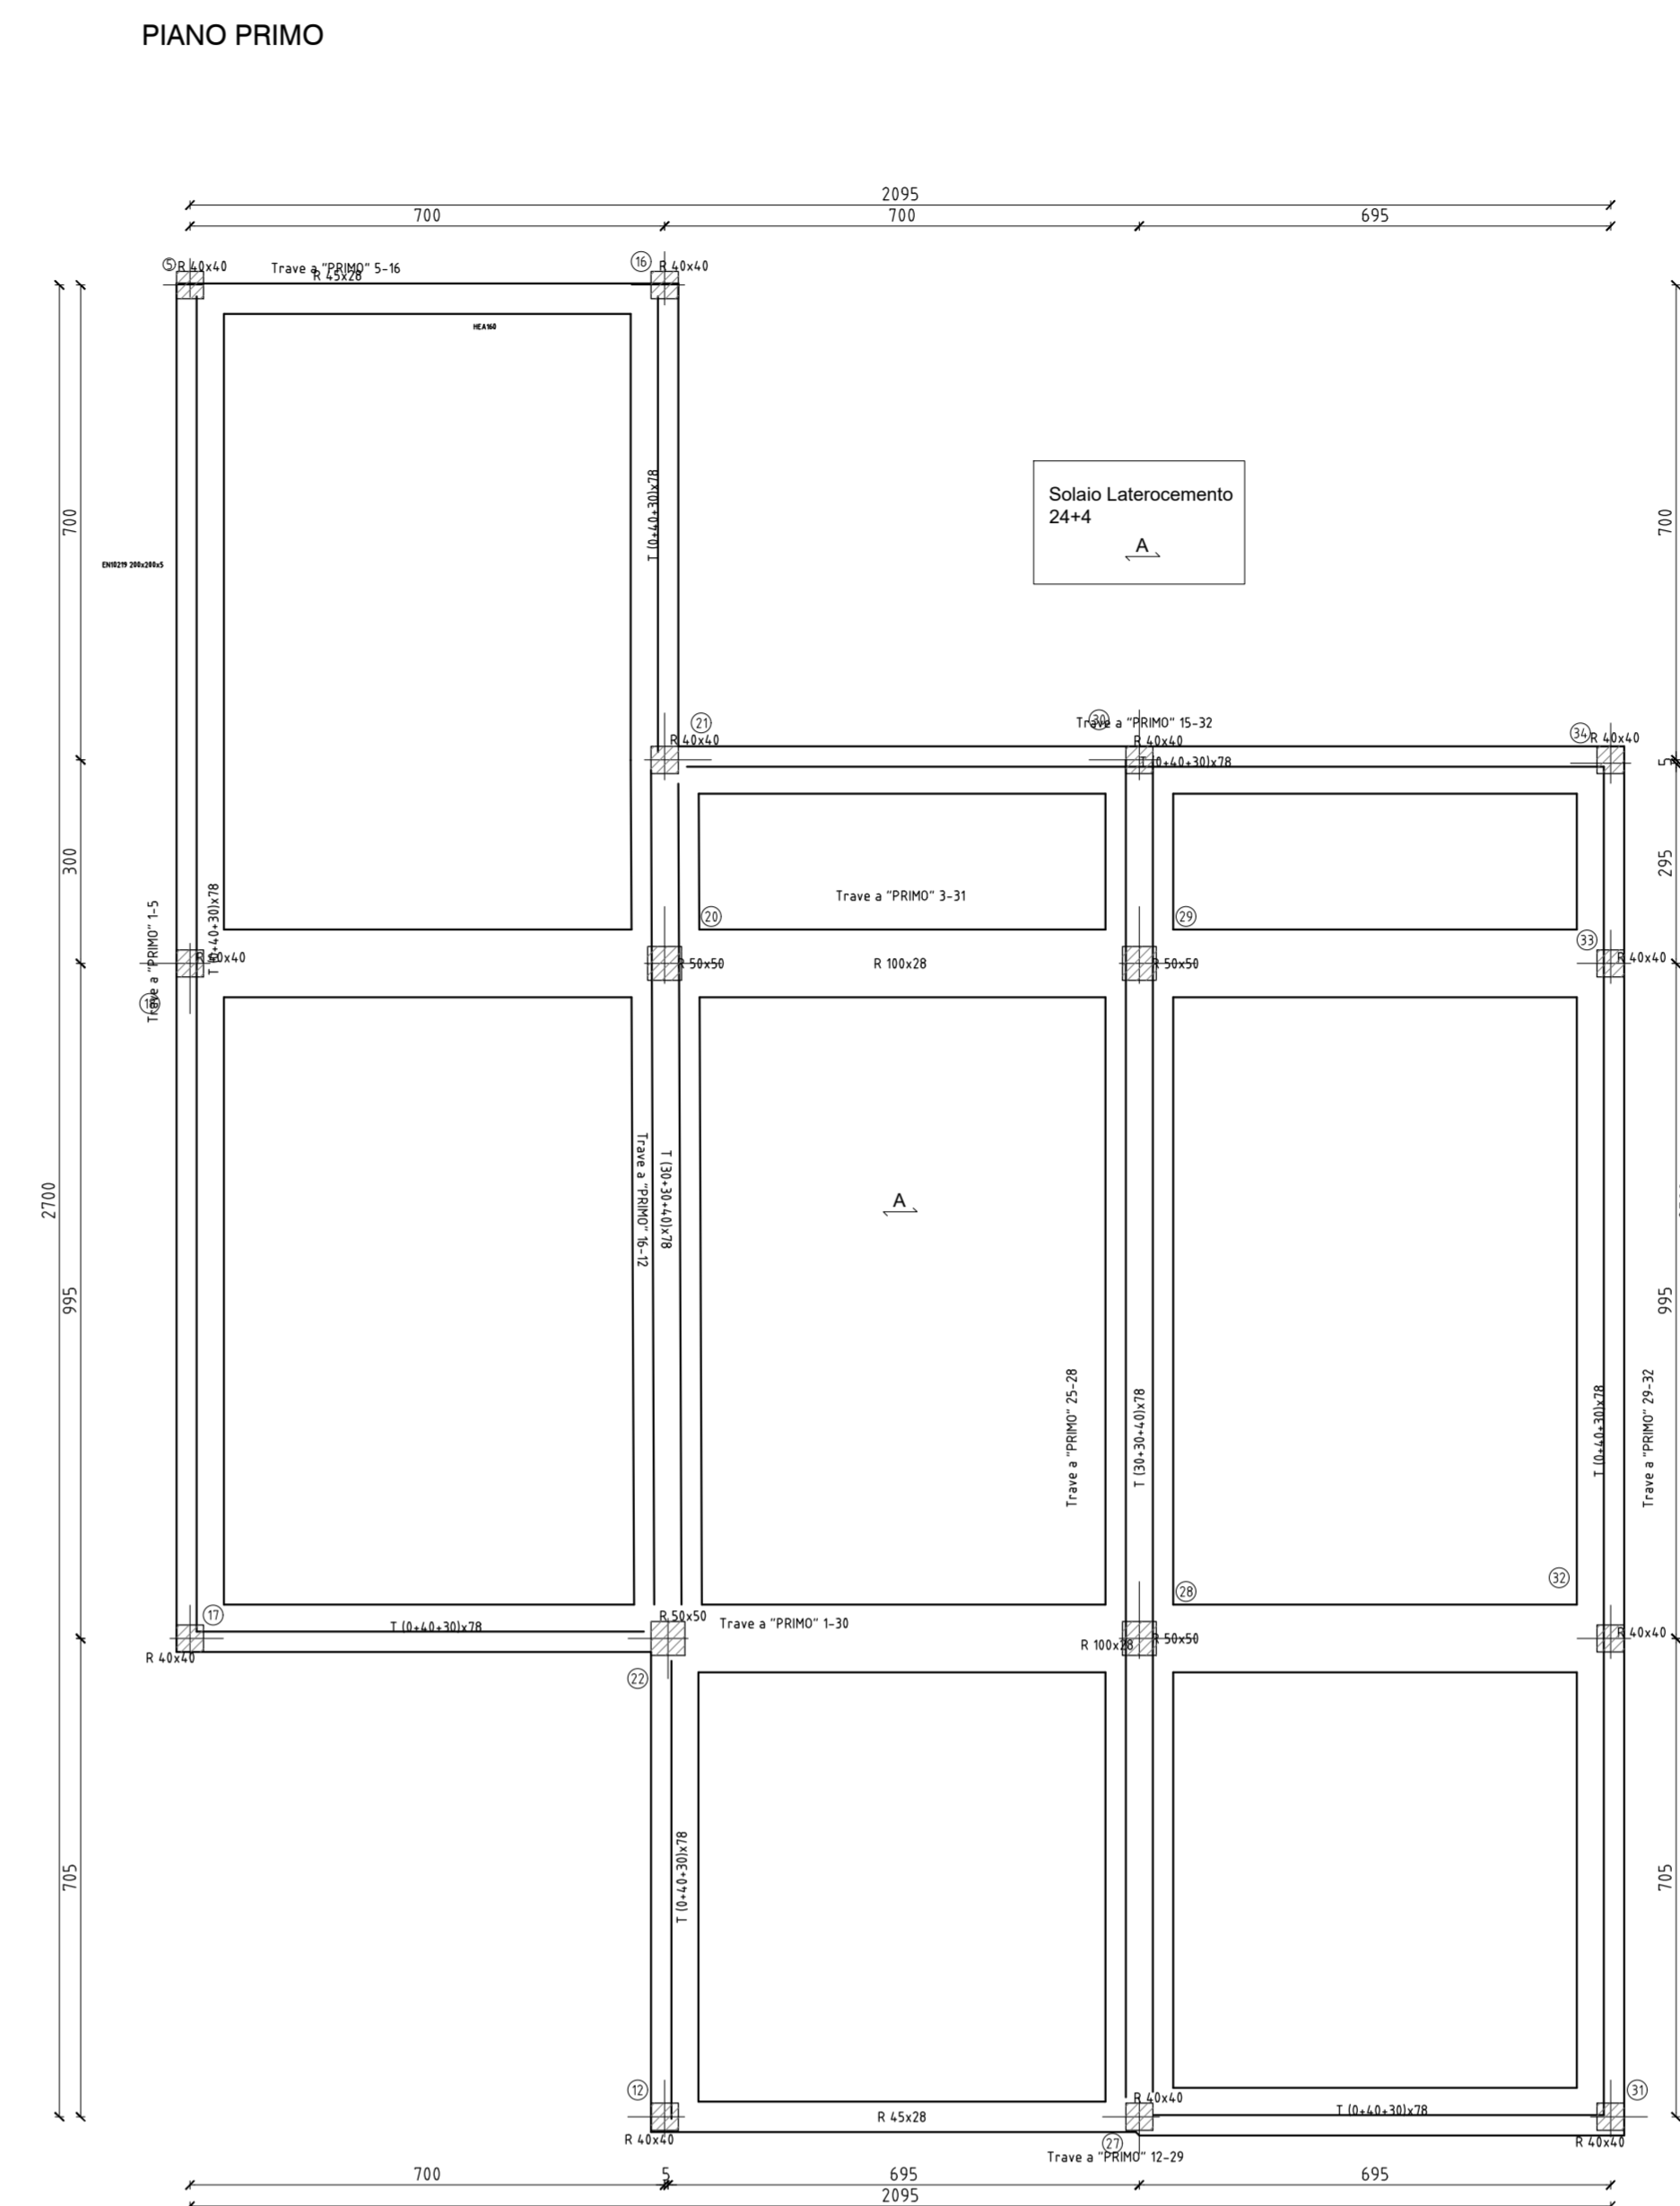 PIANO PRIMO
2095
700
700
695
5
R 40x40
Trave a "PRIMO" 5-16
R 45x28
16
R 40x40
HEA160
T (0+40+30)x78
Solaio Laterocemento
24+4
A
700
700
EN10219 200x200x5
21
R 40x40
30
Trave a "PRIMO" 15-32
R 40x40
T (0+40+30)x78
34
R 40x40
5
300
295
Trave a "PRIMO" 3-31
20
29
33
Trave a "PRIMO" 1-5
T (0+40+30)x78
R 40x40
R 50x50
R 100x28
R 50x50
R 40x40
Trave a "PRIMO" 16-12
T (30+30+40)x78
A
2700
995
995
Trave a "PRIMO" 25-28
T (30+30+40)x78
T (0+40+30)x78
Trave a "PRIMO" 29-32
28
32
17
T (0+40+30)x78
R 50x50
Trave a "PRIMO" 1-30
R 100x28
R 50x50
R 40x40
R 40x40
22
705
705
T (0+40+30)x78
12
R 40x40
31
R 45x28
T (0+40+30)x78
R 40x40
27
R 40x40
Trave a "PRIMO" 12-29
700
5
695
695
2095